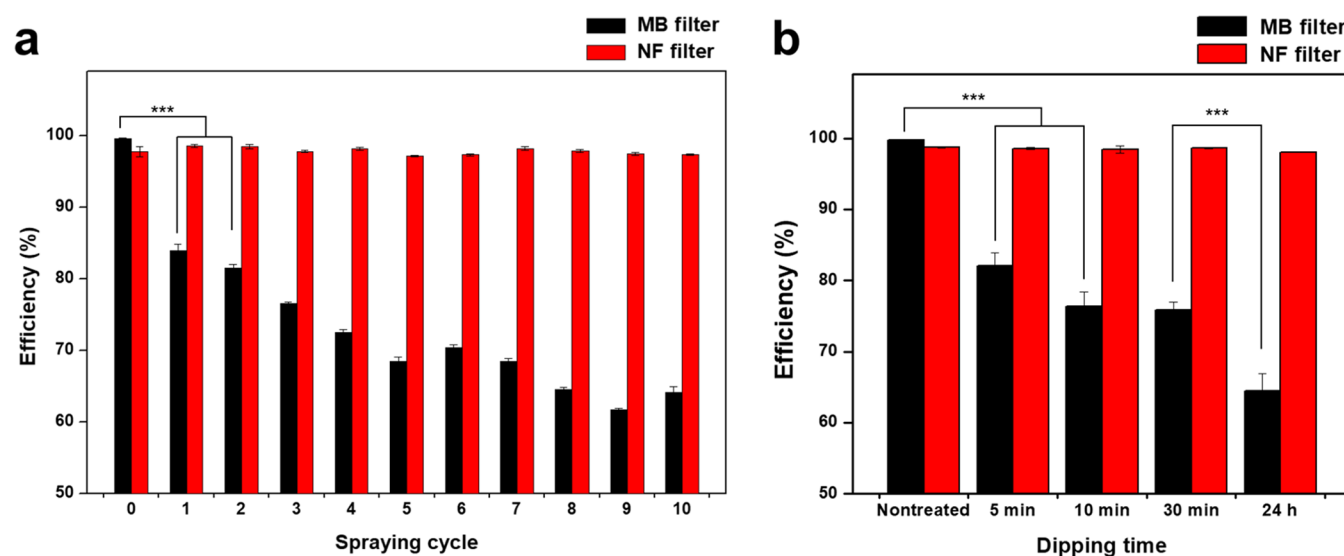 a
MB filter
NF filter
***
100
90
80
70
60
50
Efficiency (%)
0 1 2 3 4 5 6 7 8 9 10
Spraying cycle
b
MB filter
NF filter
***
***
100
90
80
70
60
50
Efficiency (%)
Nontreated 5 min 10 min 30 min 24 h
Dipping time